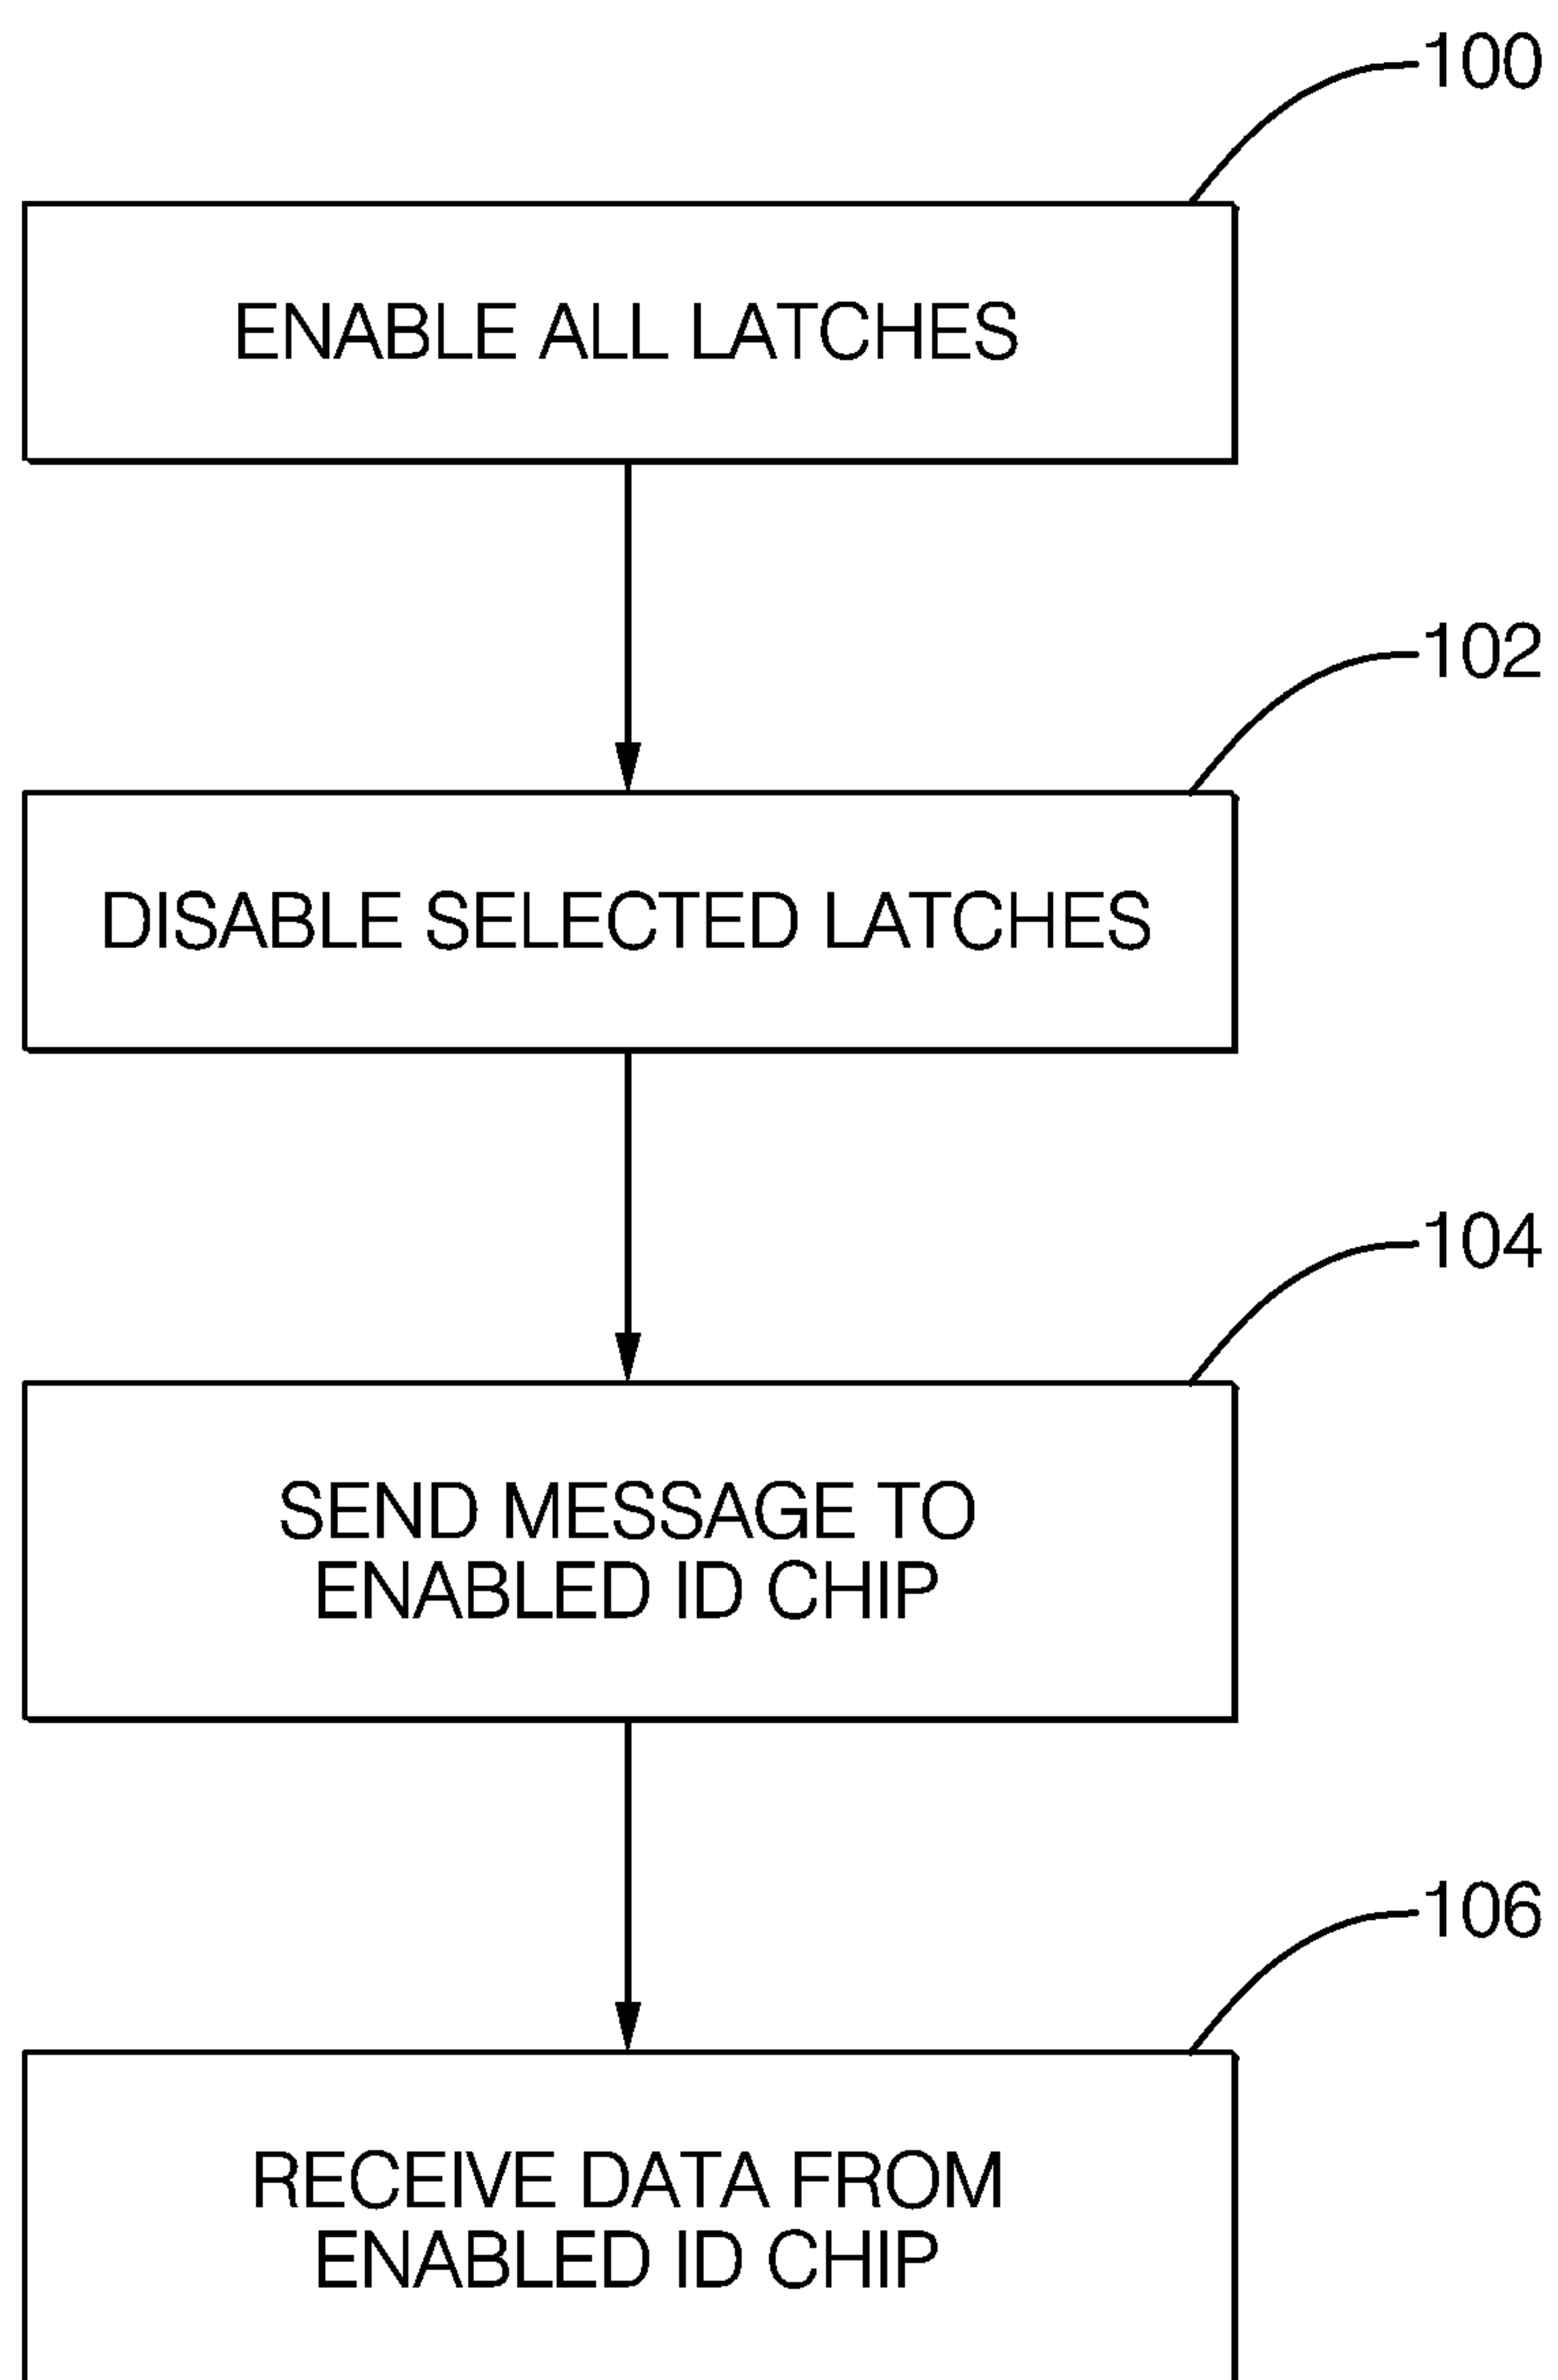 100
ENABLE ALL LATCHES
102
DISABLE SELECTED LATCHES
104
SEND MESSAGE TO
ENABLED ID CHIP
106
RECEIVE DATA FROM
ENABLED ID CHIP